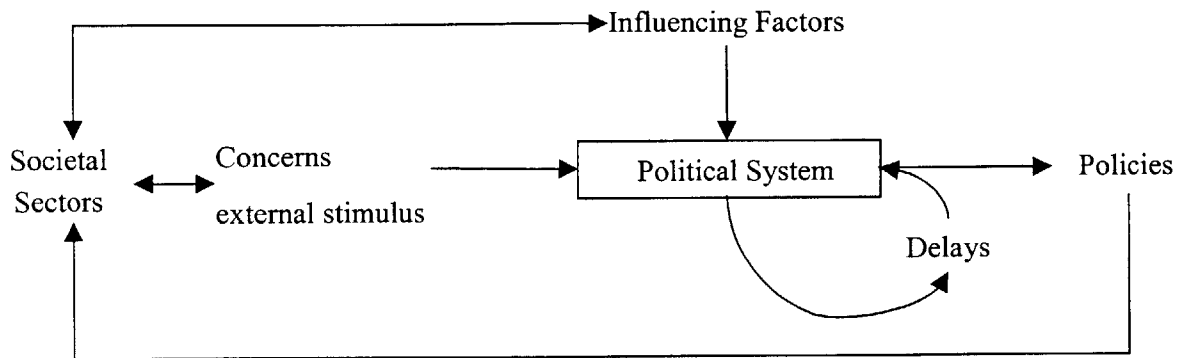 Influencing Factors
Societal
Sectors
Concerns
external stimulus
Political System
Policies
Delays